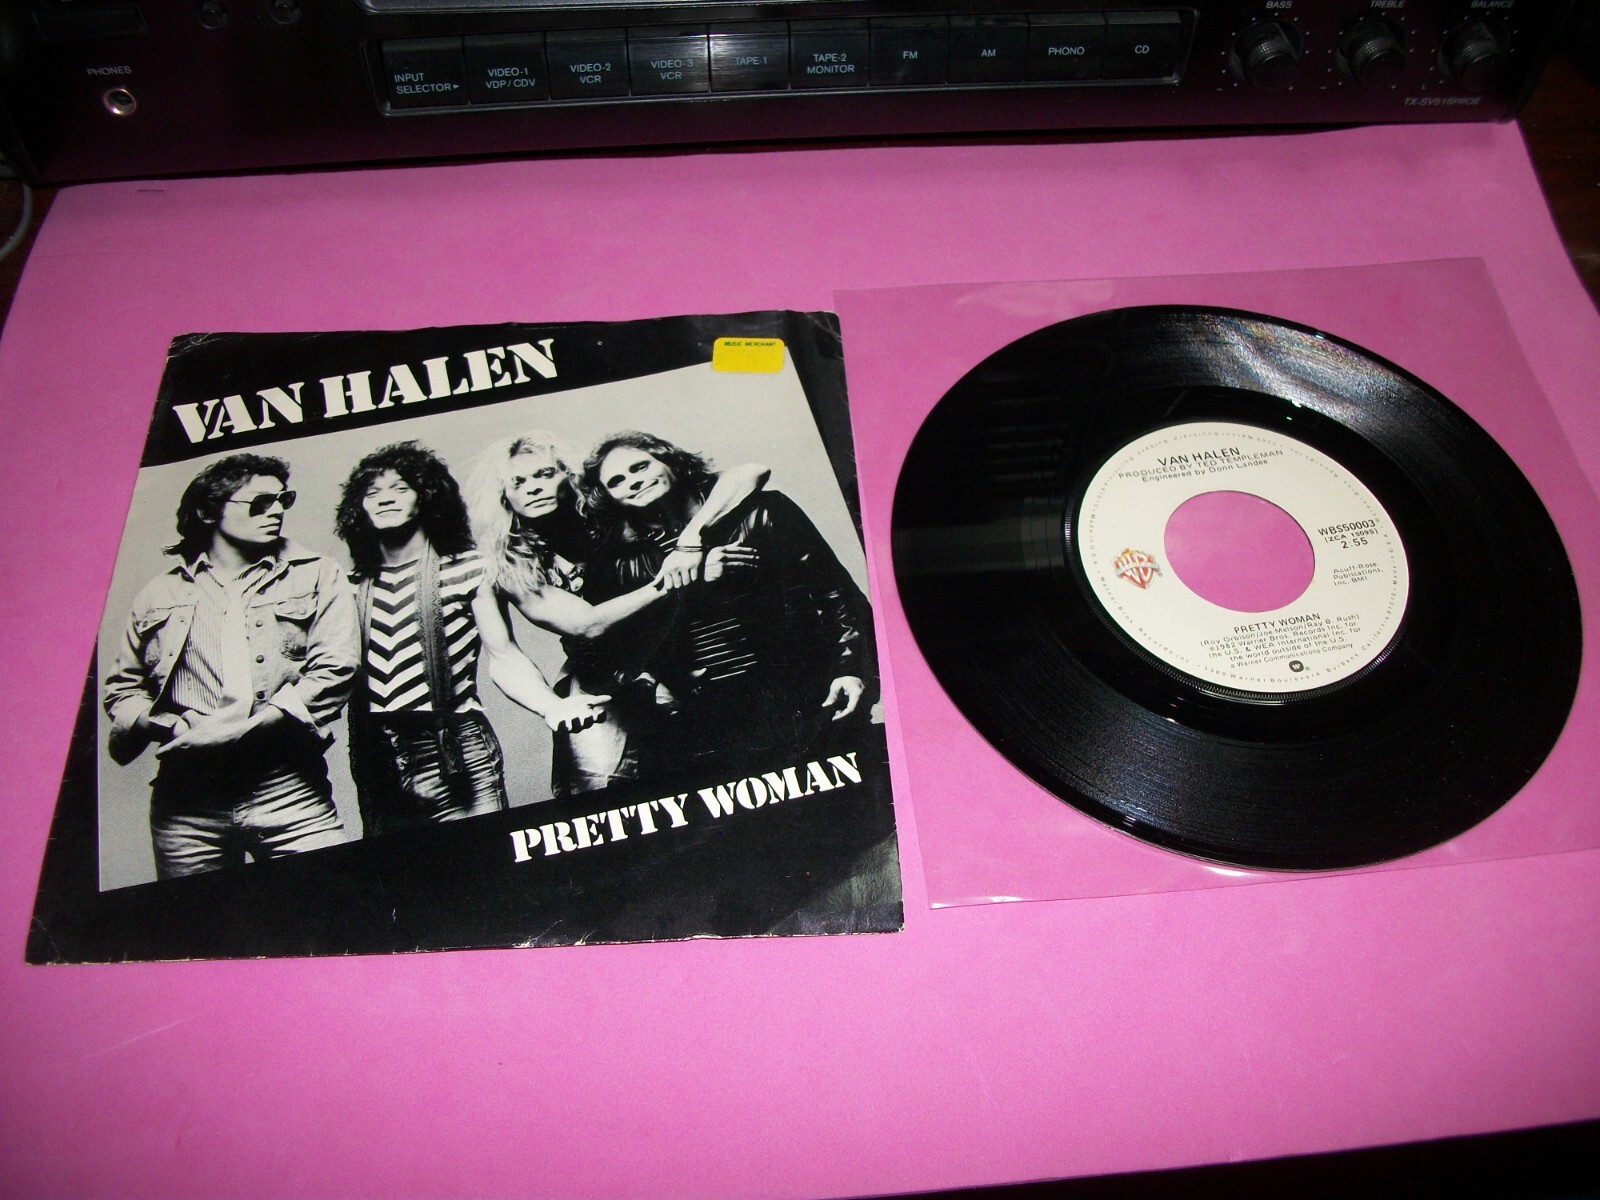 PHONES
INPUT
SELECTOR
VIDEO-1
VDP/CDV
VIDEO-2
VCR
VIDEO-3
VCR
TAPE-1
TAPE-2
MONITOR
FM
AM
PHONO
CD
BASS
TREBLE
BALANCE
VAN HALEN
MUSIC MERCHANT
PRETTY WOMAN
VAN HALEN
PRODUCED BY TED TEMPLEMAN
Engineered by Donn Landee
WBS50003
(ZCA 15095)
2:55
Acuff-Rose
Publications,
Inc.-BMI
PRETTY WOMAN
(Roy Orbison/Joe Melson/Ray B. Rush)
℗1982 Warner Bros. Records Inc. for
the U.S. & WEA International Inc. for
the world outside of the U.S.
a Warner Communications Company